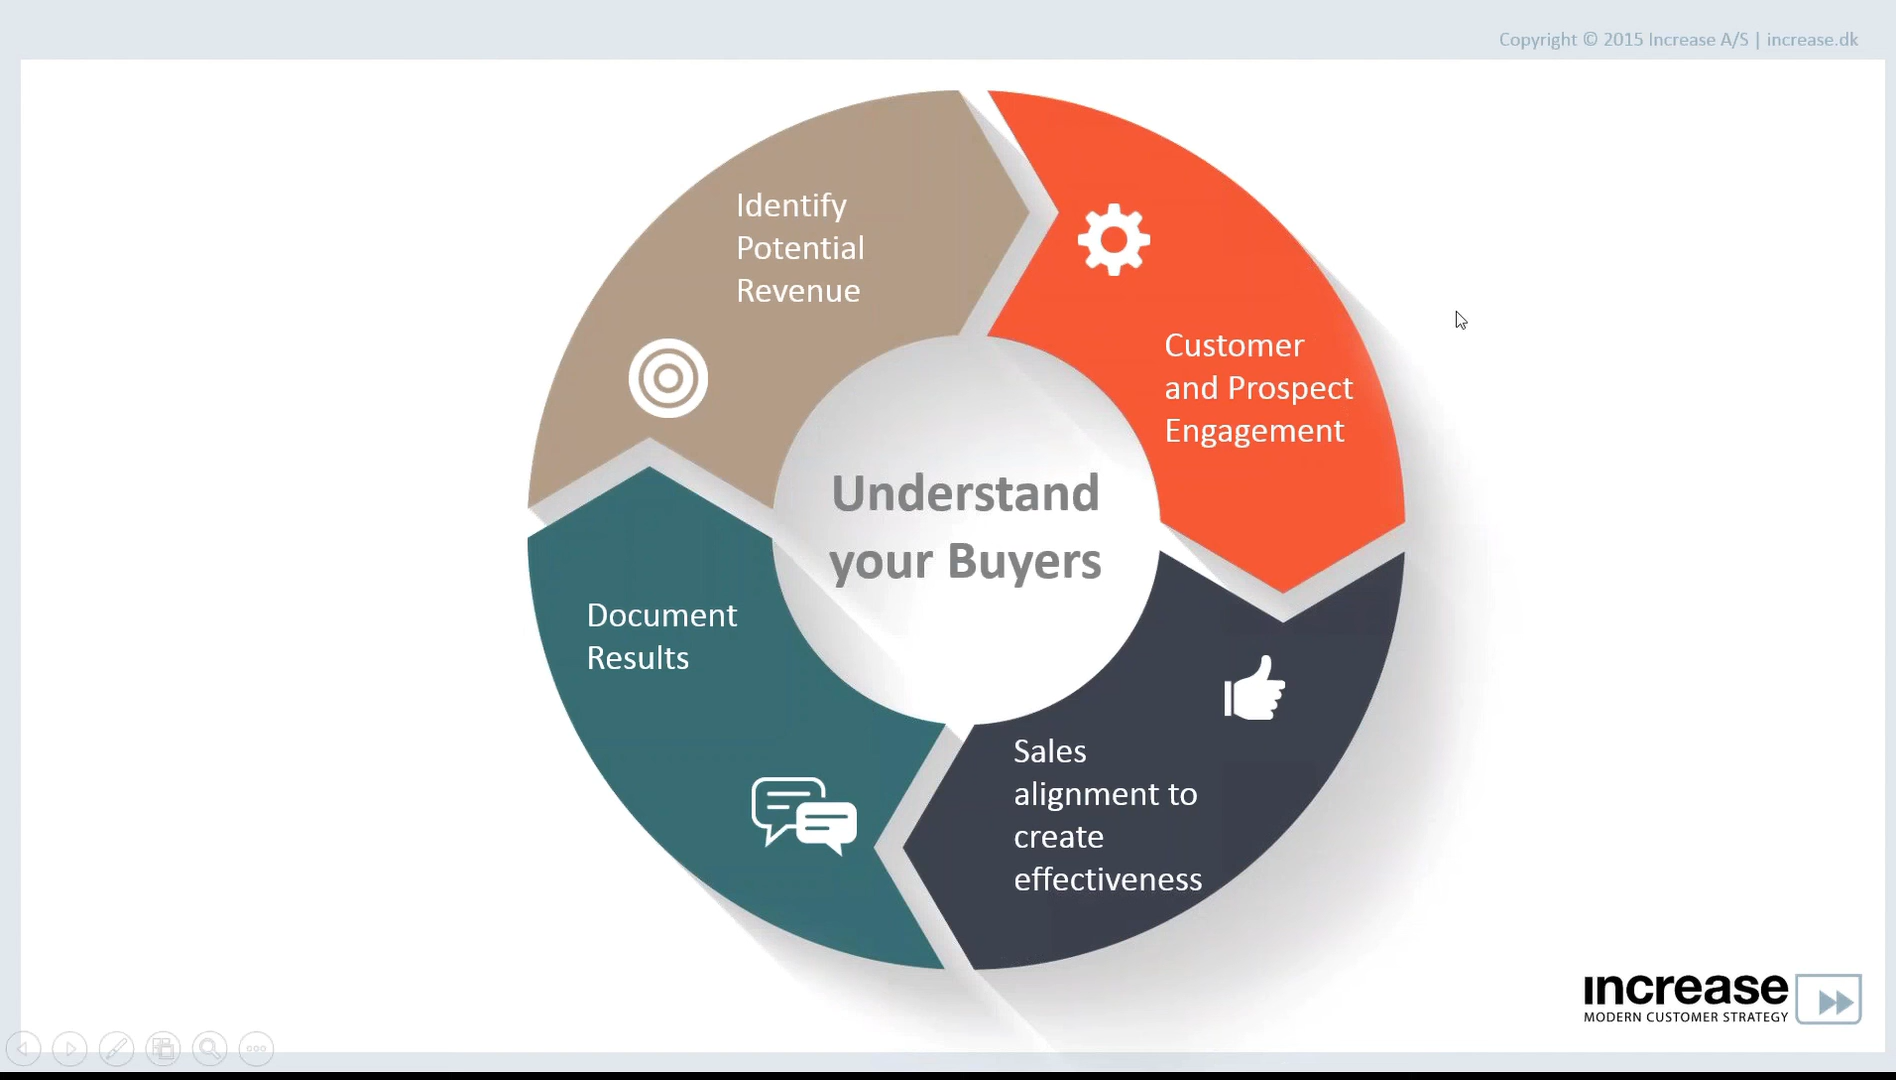 Copyright © 2015 Increase A/S | increase.dk
Identify
Potential
Revenue
Customer
and Prospect
Engagement
Understand
your Buyers
Document
Results
Sales
alignment to
create
effectiveness
increase
MODERN CUSTOMER STRATEGY